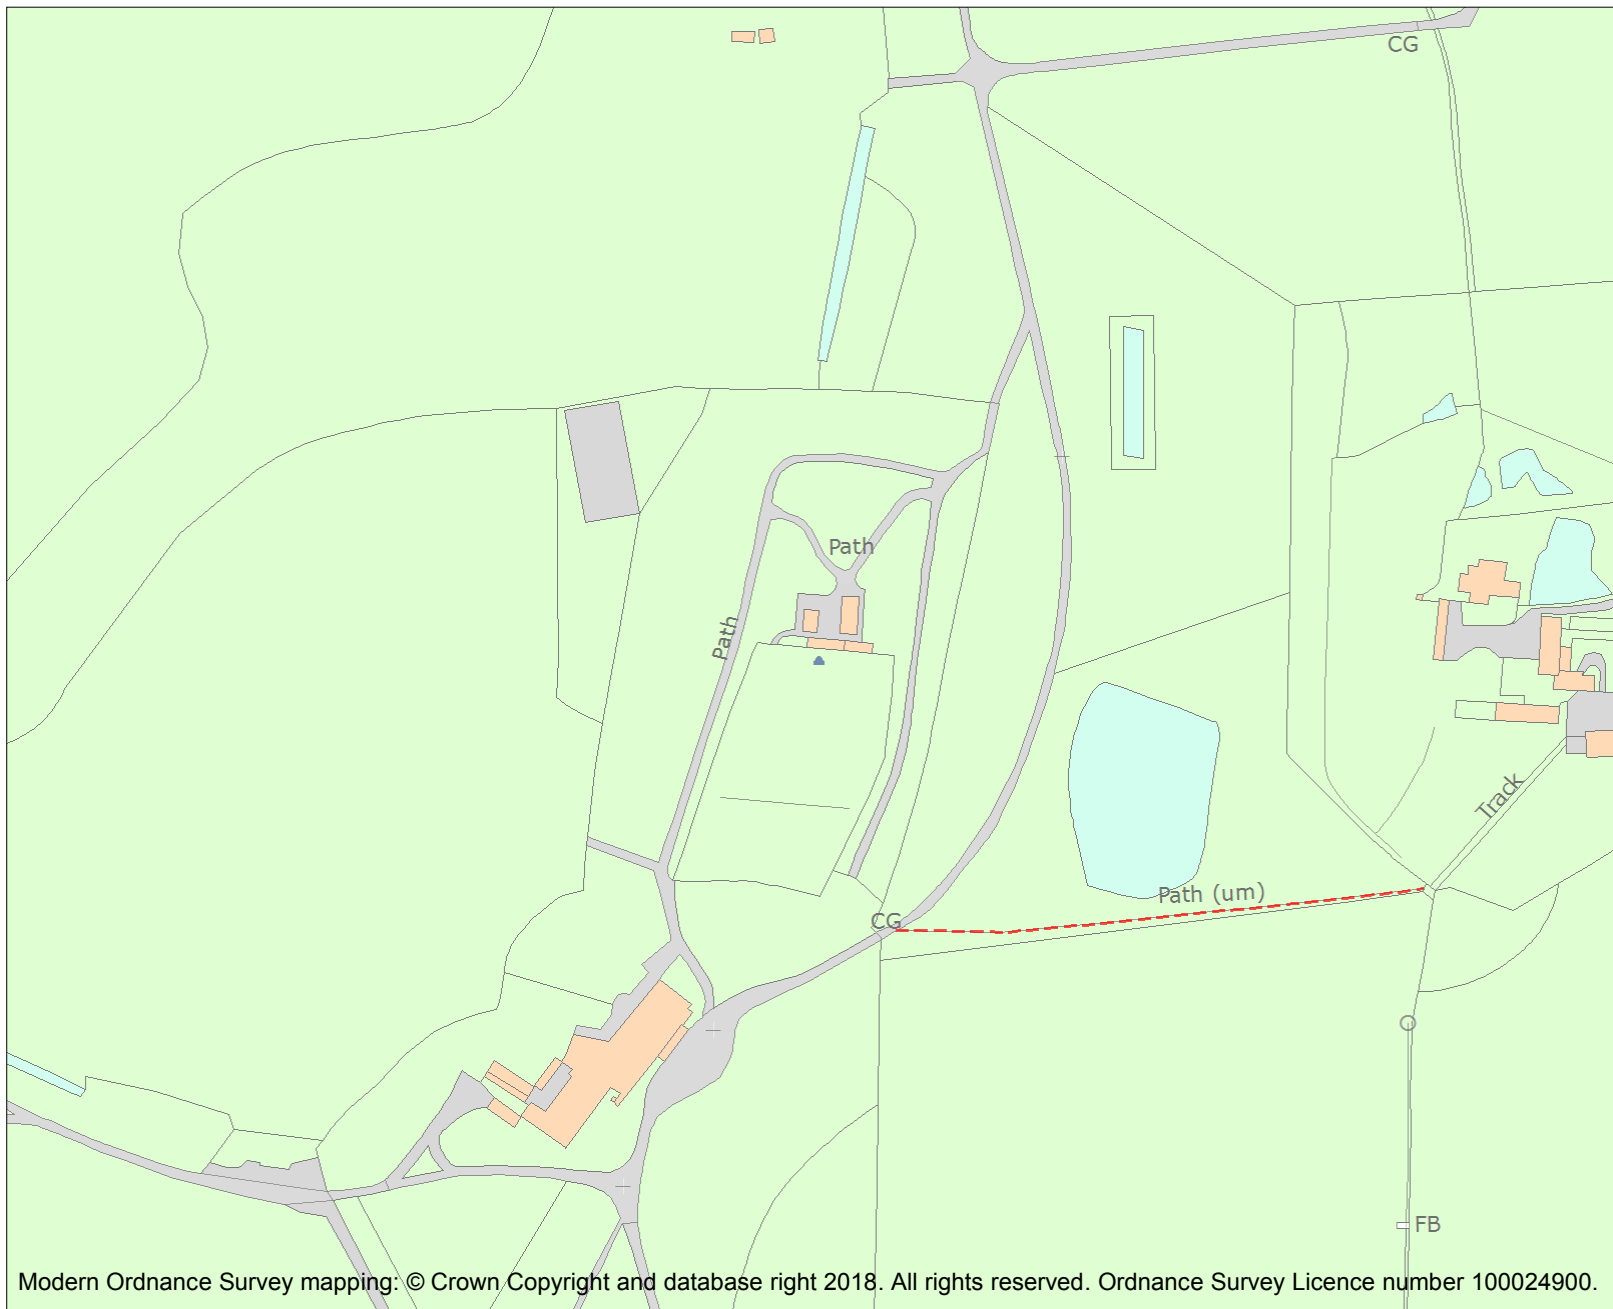 CG
Path
Path
Track
Path (um)
CG
FB
Modern Ordnance Survey mapping: © Crown Copyright and database right 2018. All rights reserved. Ordnance Survey Licence number 100024900.